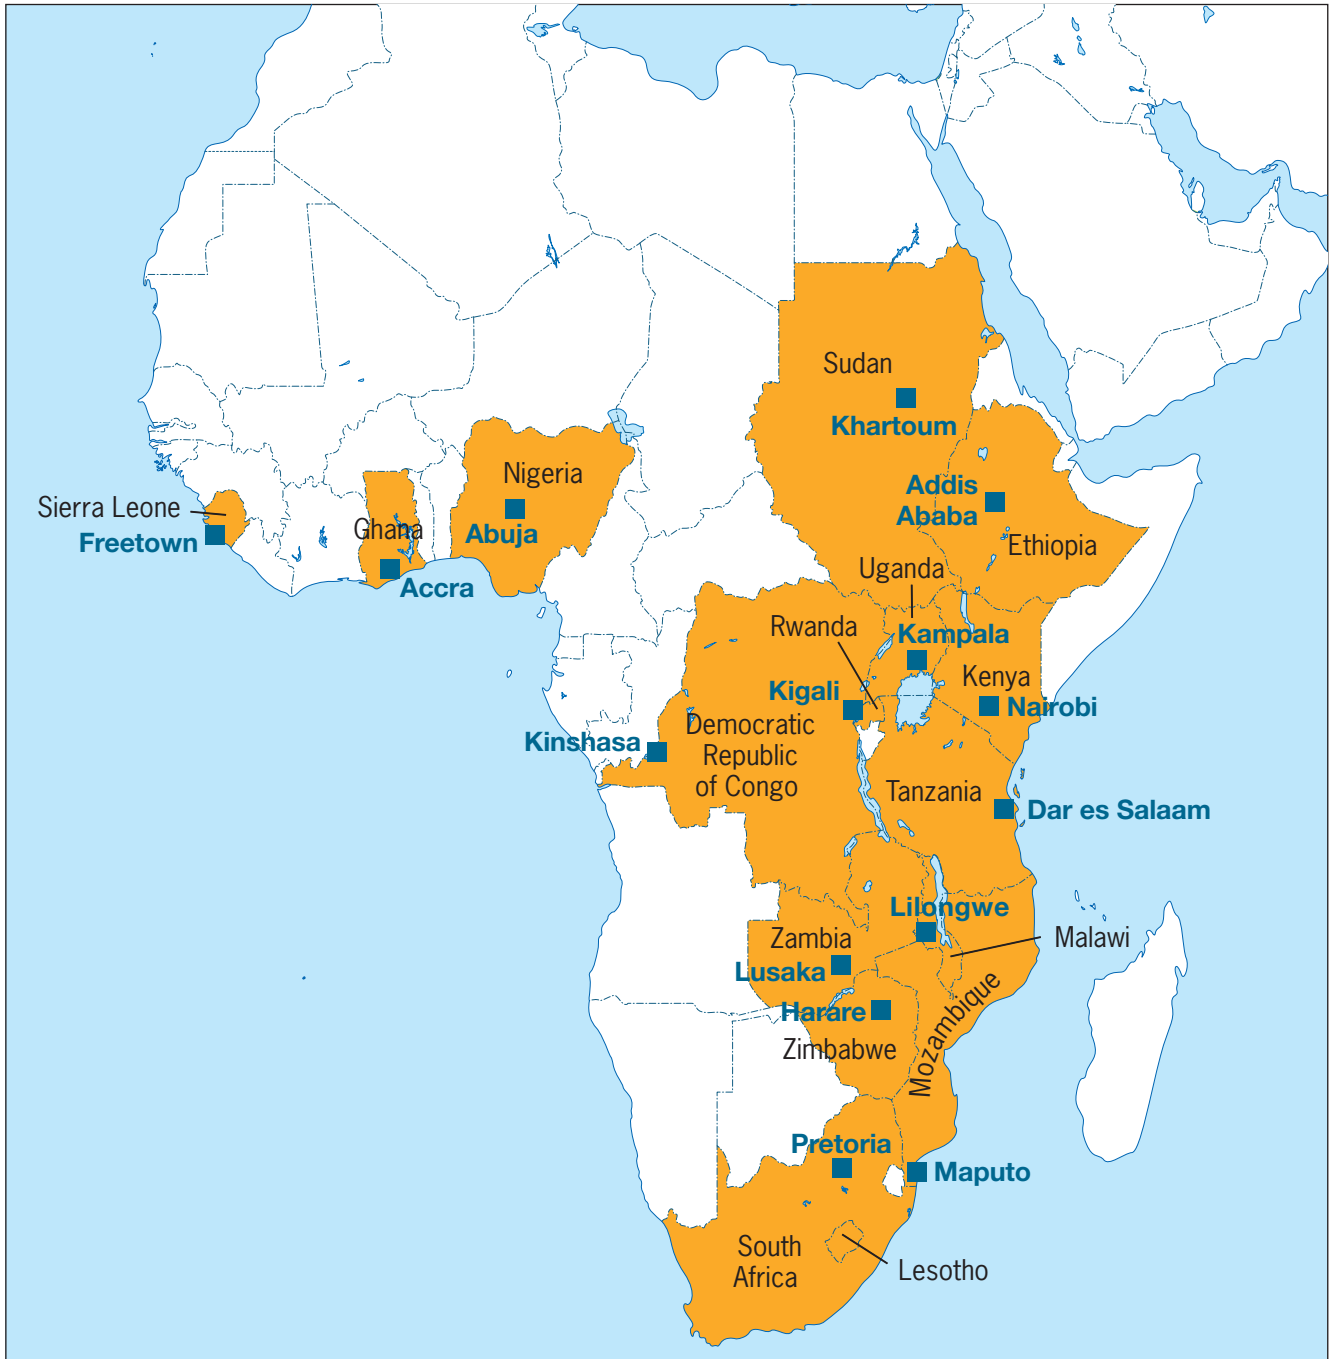 Sudan
Khartoum
Nigeria
Abuja
Addis
Ababa
Ethiopia
Sierra Leone
Freetown
Ghana
Accra
Uganda
Kampala
Rwanda
Kigali
Kenya
Nairobi
Democratic
Republic
of Congo
Kinshasa
Tanzania
Dar es Salaam
Lilongwe
Malawi
Zambia
Lusaka
Harare
Zimbabwe
Mozambique
Pretoria
Maputo
South
Africa
Lesotho